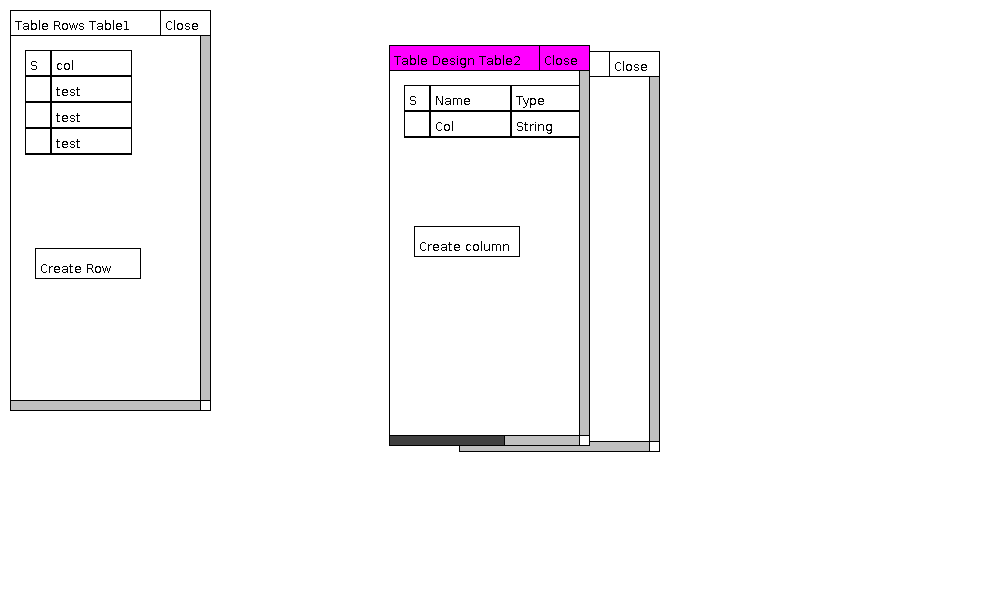 Table Rows Table1 Close
S col
test
test
test
Create Row
Table Design Table2 Close
S Name Type
Col String
Create column
Close